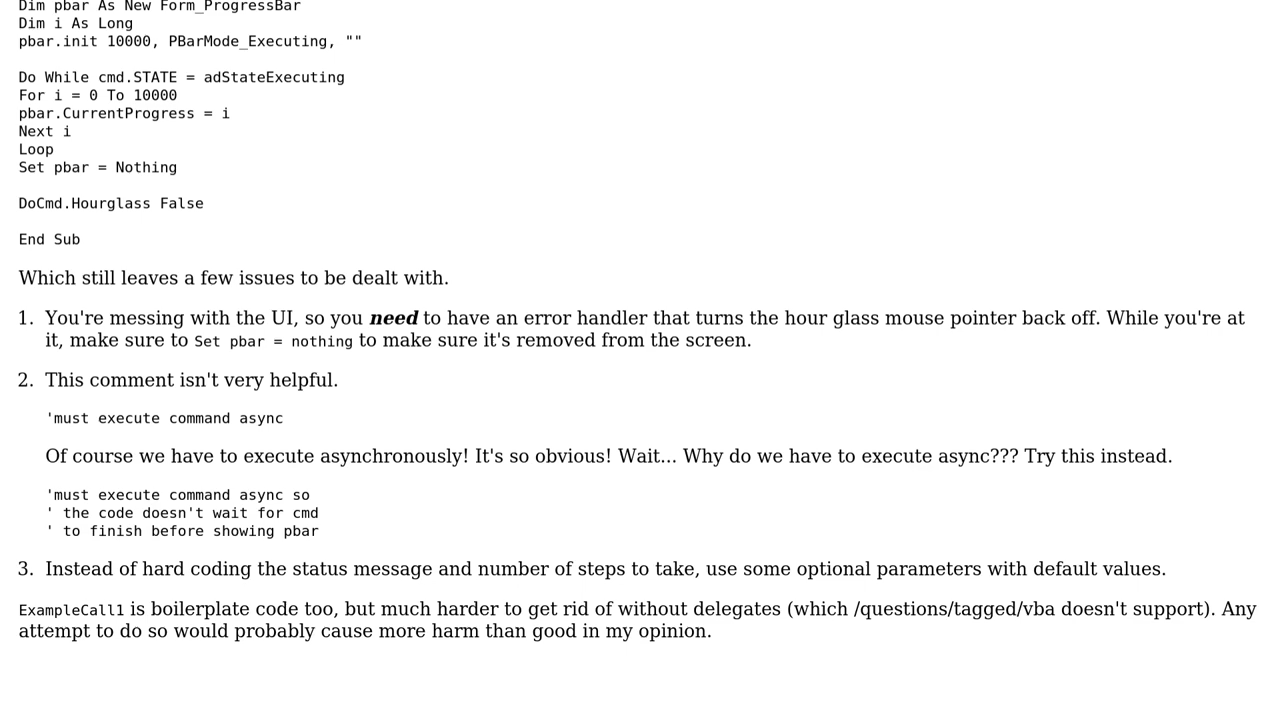 Dim pbar As New Form_ProgressBar
Dim i As Long
pbar.init 10000, PBarMode_Executing, ""
Do While cmd.STATE = adStateExecuting
For i = 0 To 10000
pbar.CurrentProgress = i
Next i
Loop
Set pbar = Nothing
DoCmd.Hourglass False
End Sub
Which still leaves a few issues to be dealt with.
1. You're messing with the UI, so you need to have an error handler that turns the hour glass mouse pointer back off. While you're at
it, make sure to Set pbar = nothing to make sure it's removed from the screen.
2. This comment isn't very helpful.
'must execute command async
Of course we have to execute asynchronously! It's so obvious! Wait... Why do we have to execute async??? Try this instead.
'must execute command async so
' the code doesn't wait for cmd
' to finish before showing pbar
3. Instead of hard coding the status message and number of steps to take, use some optional parameters with default values.
ExampleCall1 is boilerplate code too, but much harder to get rid of without delegates (which /questions/tagged/vba doesn't support). Any
attempt to do so would probably cause more harm than good in my opinion.